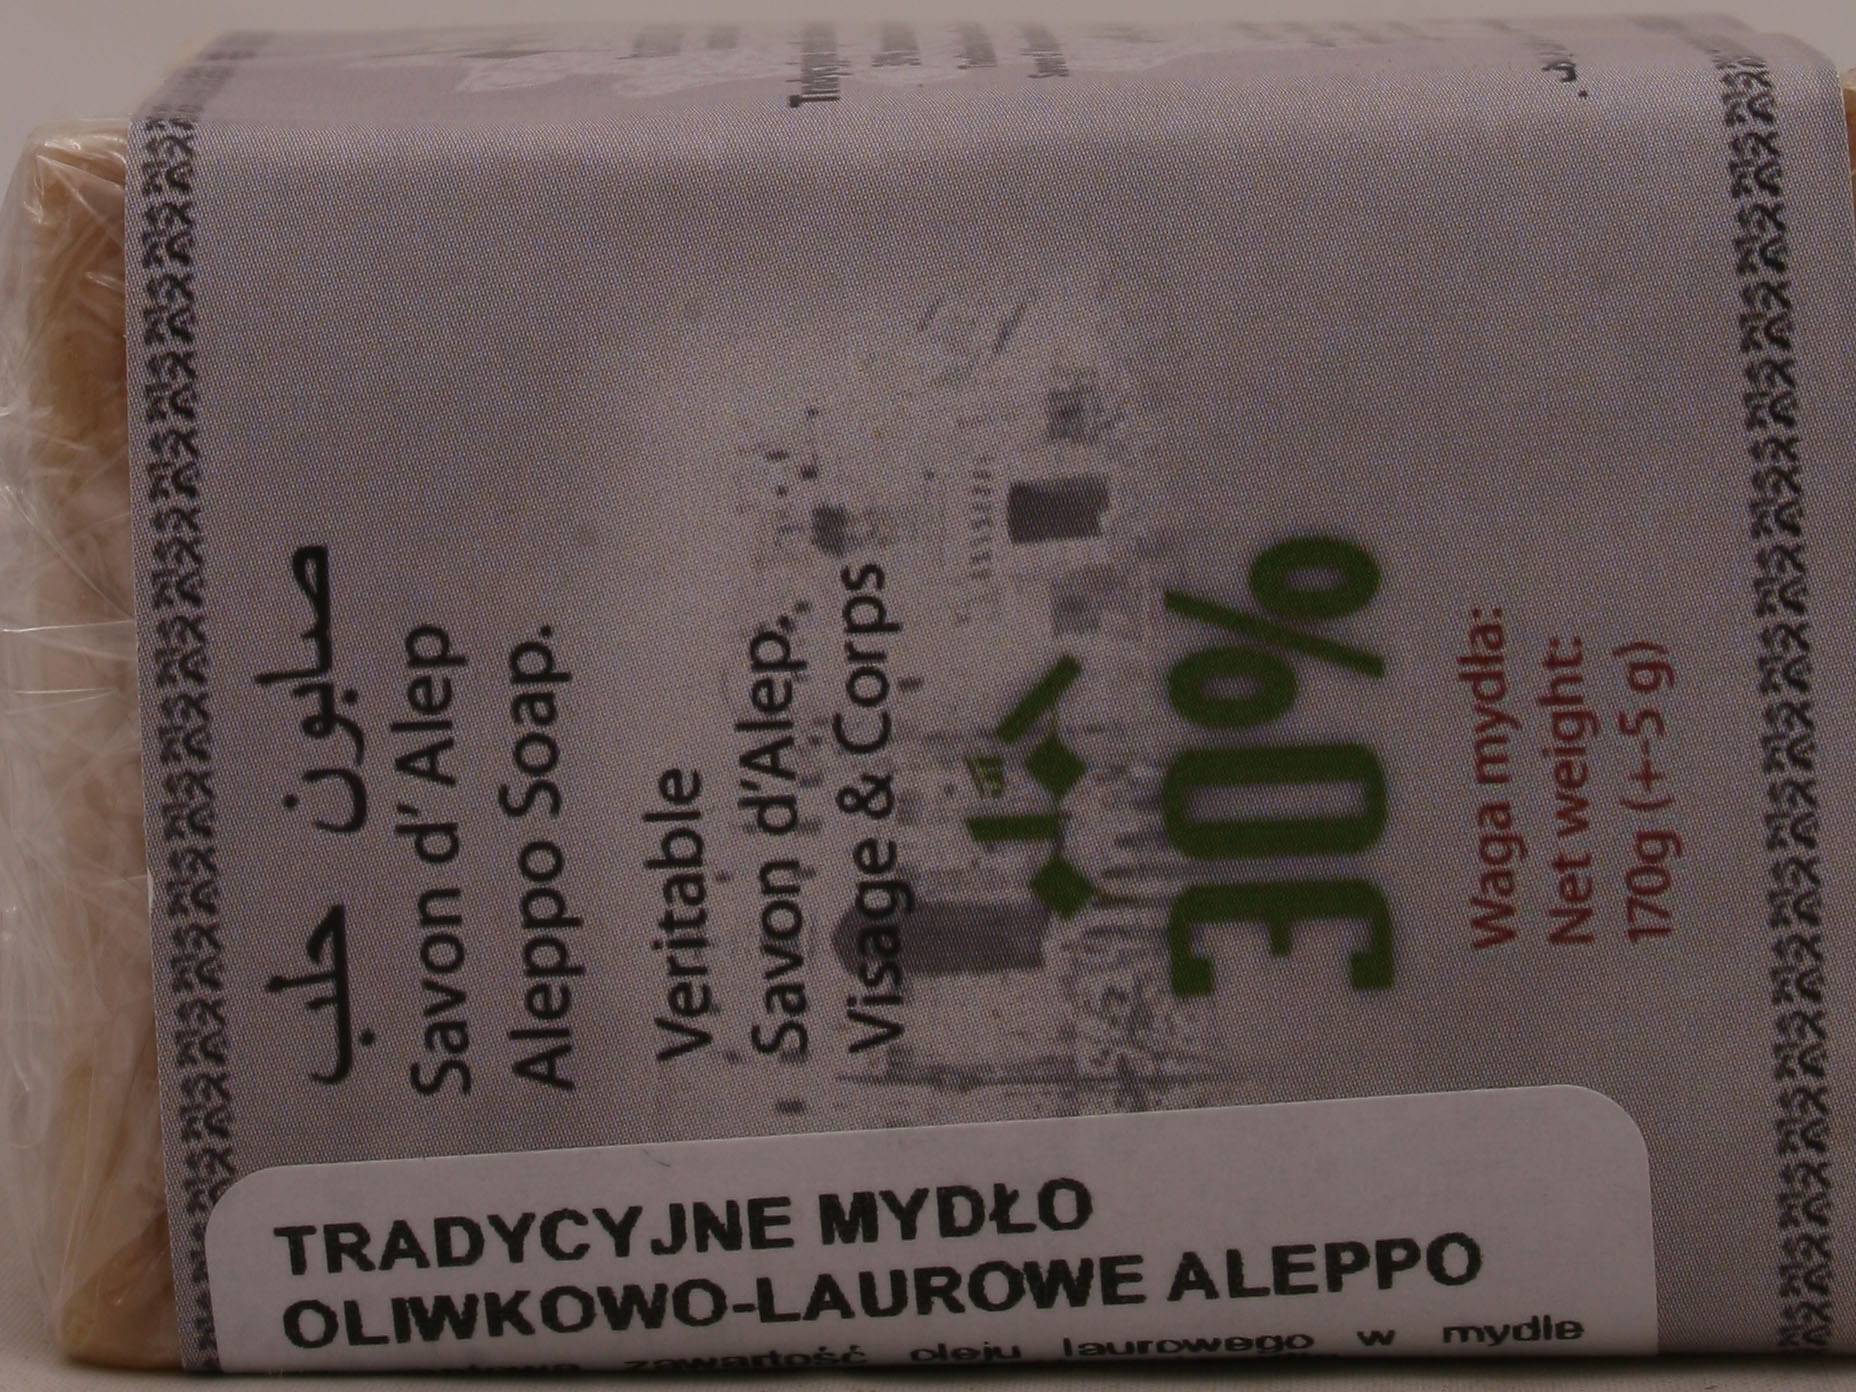 صابون حلب
Savon d' Alep
Aleppo Soap.
Veritable
Savon d'Alep.
Visage & Corps
30%
Waga mydła:
Net weight:
170g (+-5 g)
TRADYCYJNE MYDŁO
OLIWKOWO-LAUROWE ALEPPO
zawartość oleju laurowego w mydle